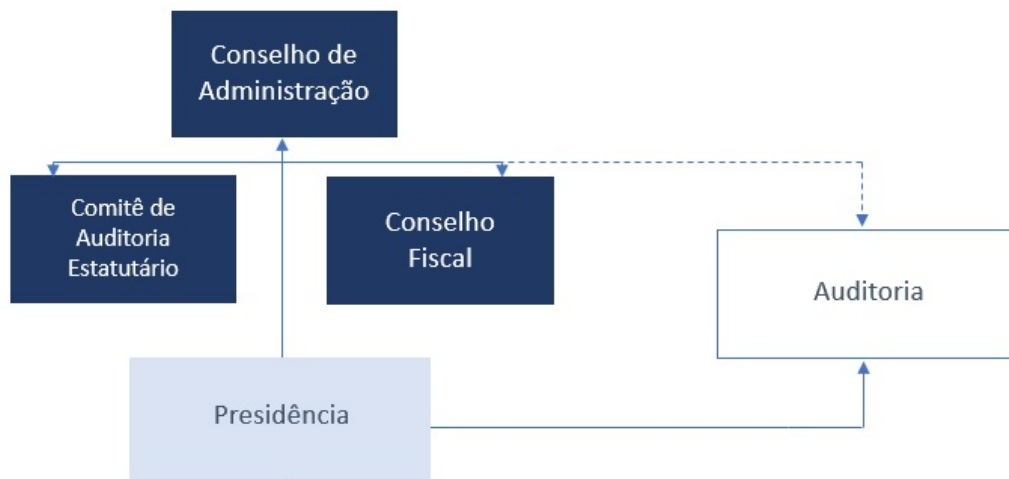 Conselho de
Administração
Comitê de
Auditoria
Estatutário
Conselho
Fiscal
Auditoria
Presidência